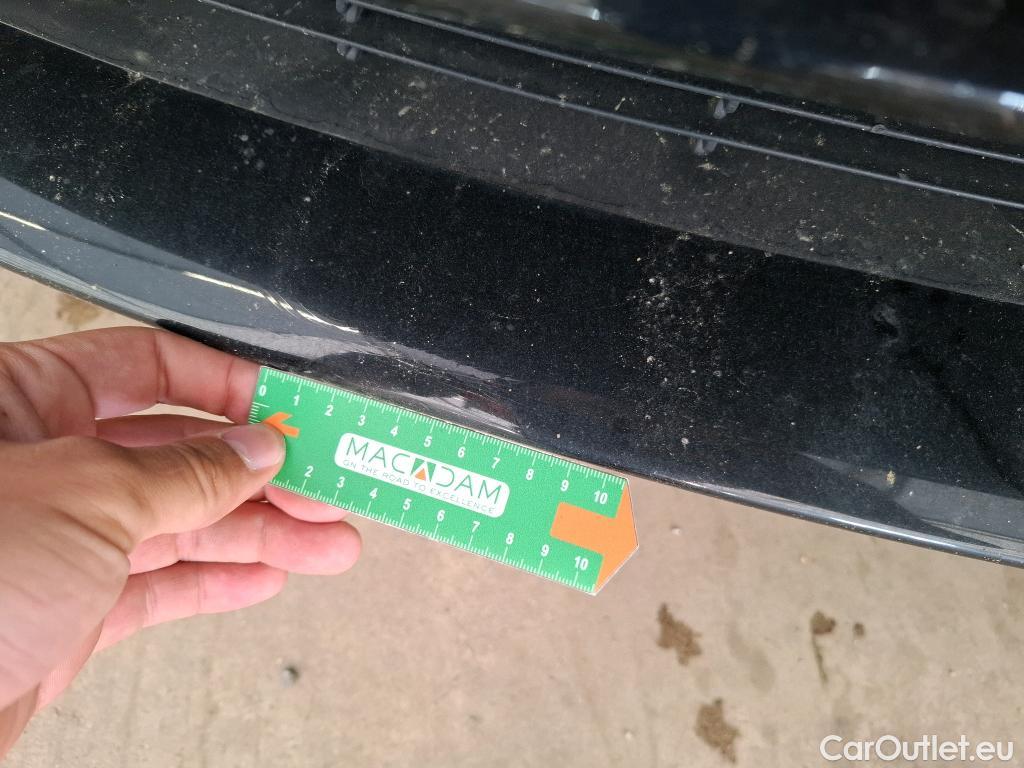 0 1 2 3 4 5 6 7 8 9 10
MACADAM
ON THE ROAD TO EXCELLENCE
2 3 4 5 6 7 8 9 10
CarOutlet.eu